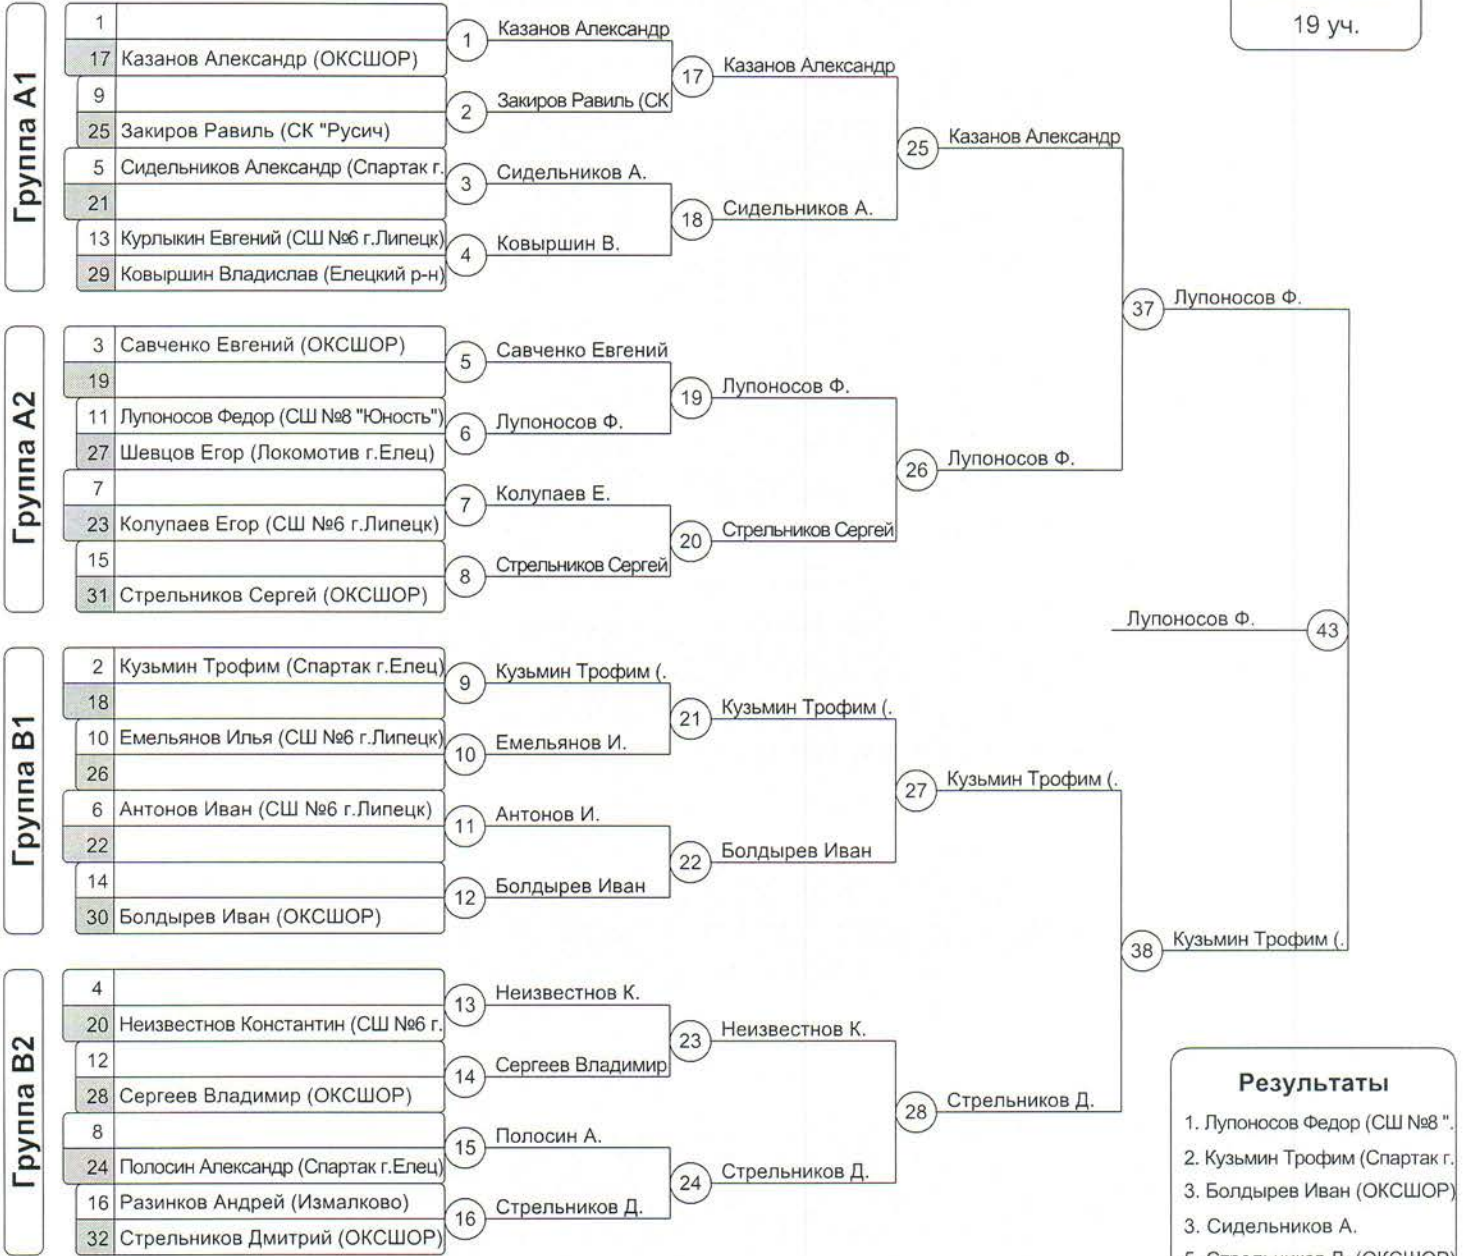 19 уч.
Группа A1
1
17 Казанов Александр (ОКСШОР)
9
25 Закиров Равиль (СК "Русич)
5 Сидельников Александр (Спартак г.
21
13 Курлыкин Евгений (СШ №6 г.Липецк)
29 Ковыршин Владислав (Елецкий р-н)
1 Казанов Александр
2 Закиров Равиль (СК
3 Сидельников А.
4 Ковыршин В.
17 Казанов Александр
18 Сидельников А.
25 Казанов Александр
Группа A2
3 Савченко Евгений (ОКСШОР)
19
11 Лупоносов Федор (СШ №8 "Юность")
27 Шевцов Егор (Локомотив г.Елец)
7
23 Колупаев Егор (СШ №6 г.Липецк)
15
31 Стрельников Сергей (ОКСШОР)
5 Савченко Евгений
6 Лупоносов Ф.
7 Колупаев Е.
8 Стрельников Сергей
19 Лупоносов Ф.
20 Стрельников Сергей
26 Лупоносов Ф.
37 Лупоносов Ф.
Группа B1
2 Кузьмин Трофим (Спартак г.Елец)
18
10 Емельянов Илья (СШ №6 г.Липецк)
26
6 Антонов Иван (СШ №6 г.Липецк)
22
14
30 Болдырев Иван (ОКСШОР)
9 Кузьмин Трофим (.
10 Емельянов И.
11 Антонов И.
12 Болдырев Иван
21 Кузьмин Трофим (.
22 Болдырев Иван
27 Кузьмин Трофим (.
Группа B2
4
20 Неизвестнов Константин (СШ №6 г.
12
28 Сергеев Владимир (ОКСШОР)
8
24 Полосин Александр (Спартак г.Елец)
16 Разинков Андрей (Измалково)
32 Стрельников Дмитрий (ОКСШОР)
13 Неизвестнов К.
14 Сергеев Владимир
15 Полосин А.
16 Стрельников Д.
23 Неизвестнов К.
24 Стрельников Д.
28 Стрельников Д.
38 Кузьмин Трофим (.
Лупоносов Ф. 43
Результаты
1. Лупоносов Федор (СШ №8 ".
2. Кузьмин Трофим (Спартак г.
3. Болдырев Иван (ОКСШОР)
3. Сидельников А.
5. Стрельников Д. (ОКСШОР)